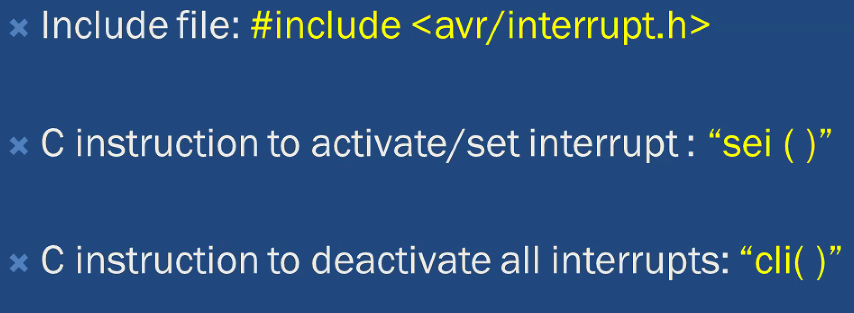 Include file: #include <avr/interrupt.h>
C instruction to activate/set interrupt : “sei ( )”
C instruction to deactivate all interrupts: “cli( )”